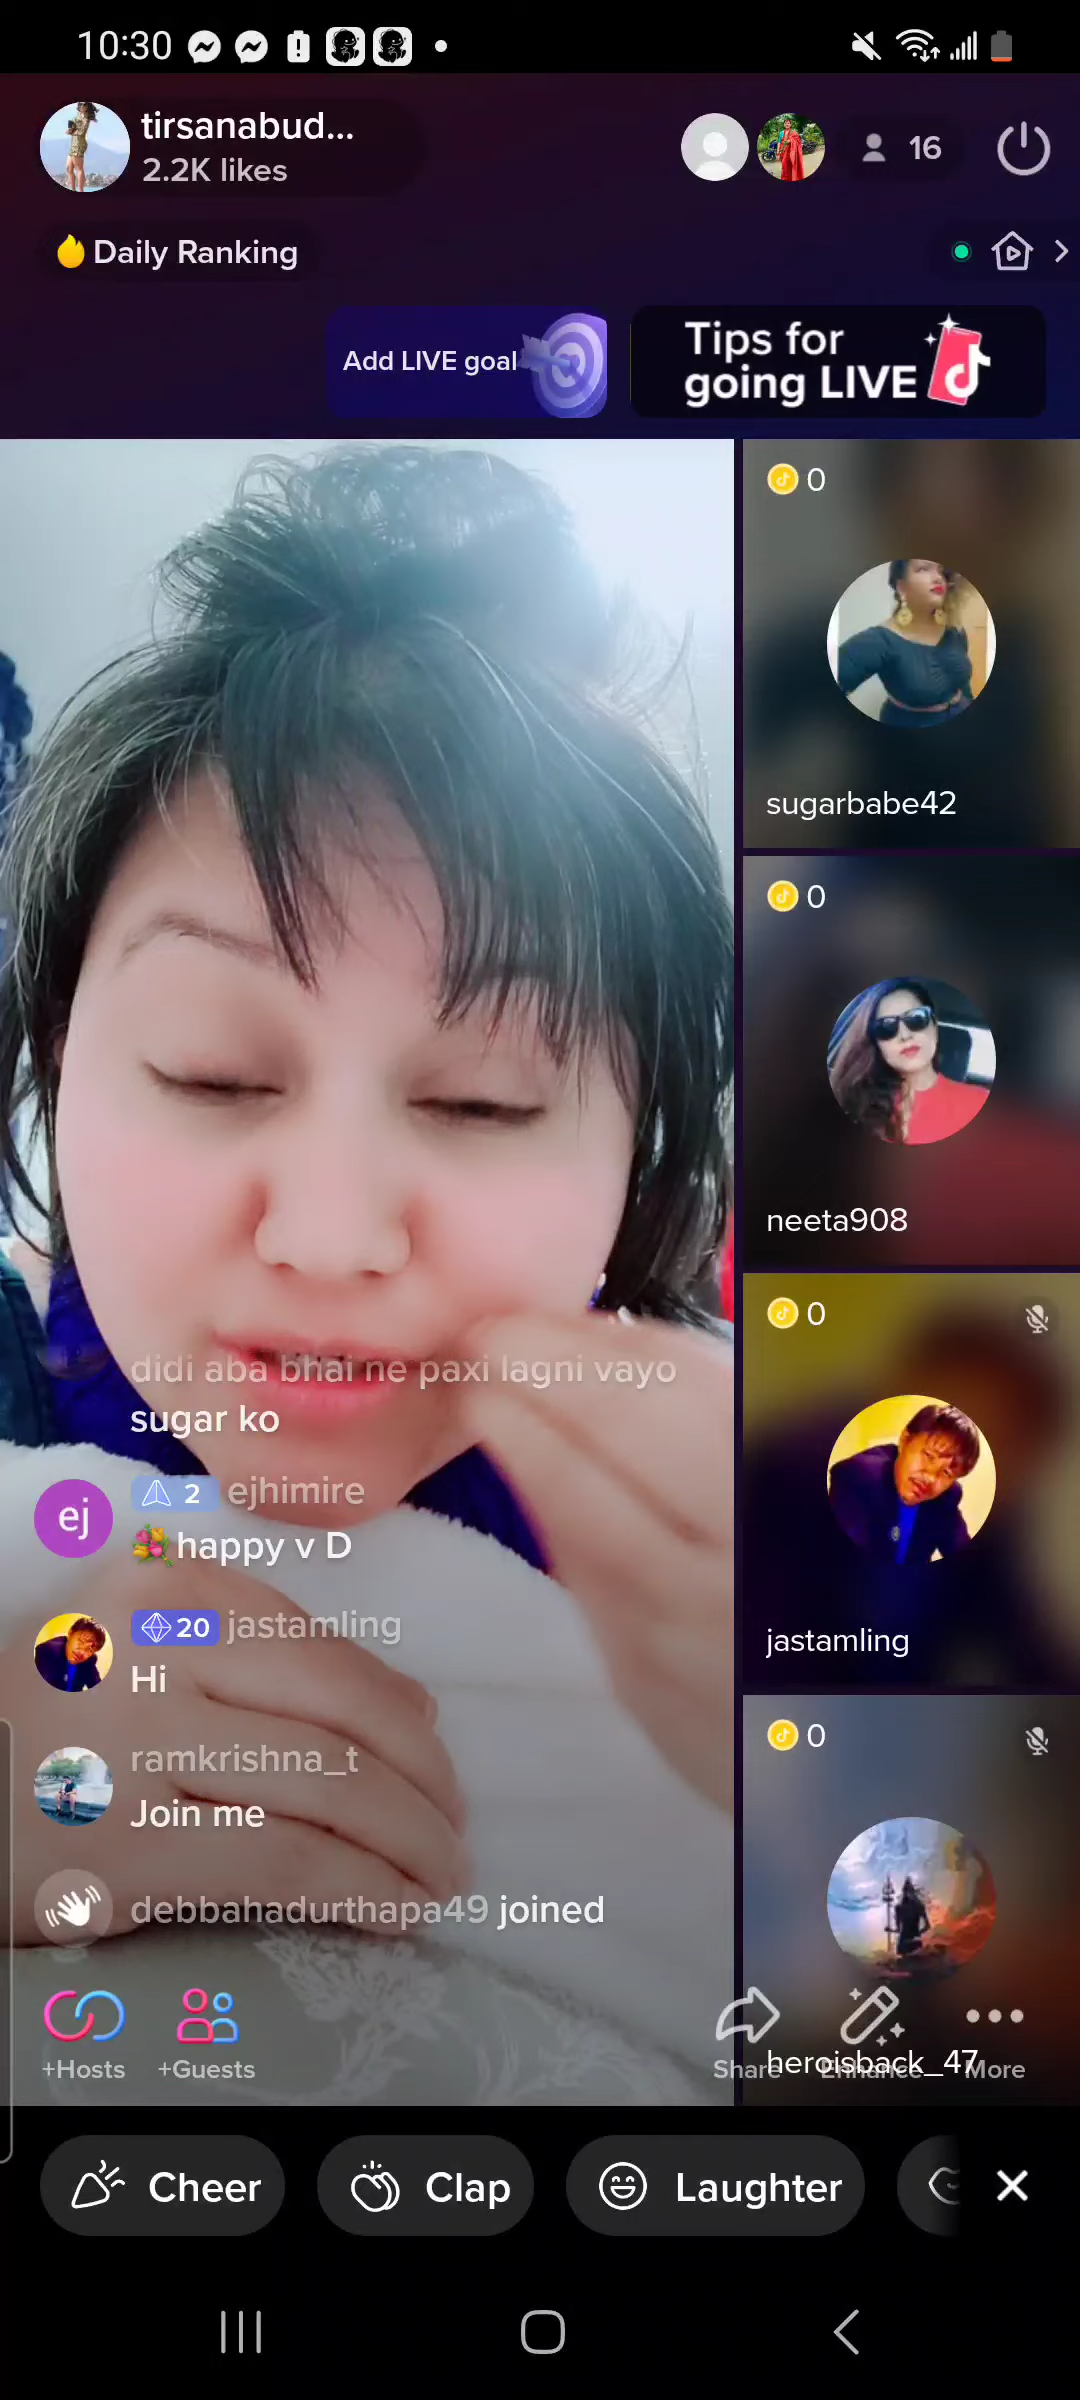 10:30
tirsanabud...
2.2K likes
16
Daily Ranking
Add LIVE goal
Tips for
going LIVE
0
sugarbabe42
0
neeta908
0
jastamling
0
heroisback_47
didi aba bhai ne paxi lagni vayo
sugar ko
ej
2 ejhimire
💐happy v D
20 jastamling
Hi
ramkrishna_t
Join me
debbahadurthapa49 joined
+Hosts
+Guests
Share
Enhance
More
Cheer
Clap
Laughter